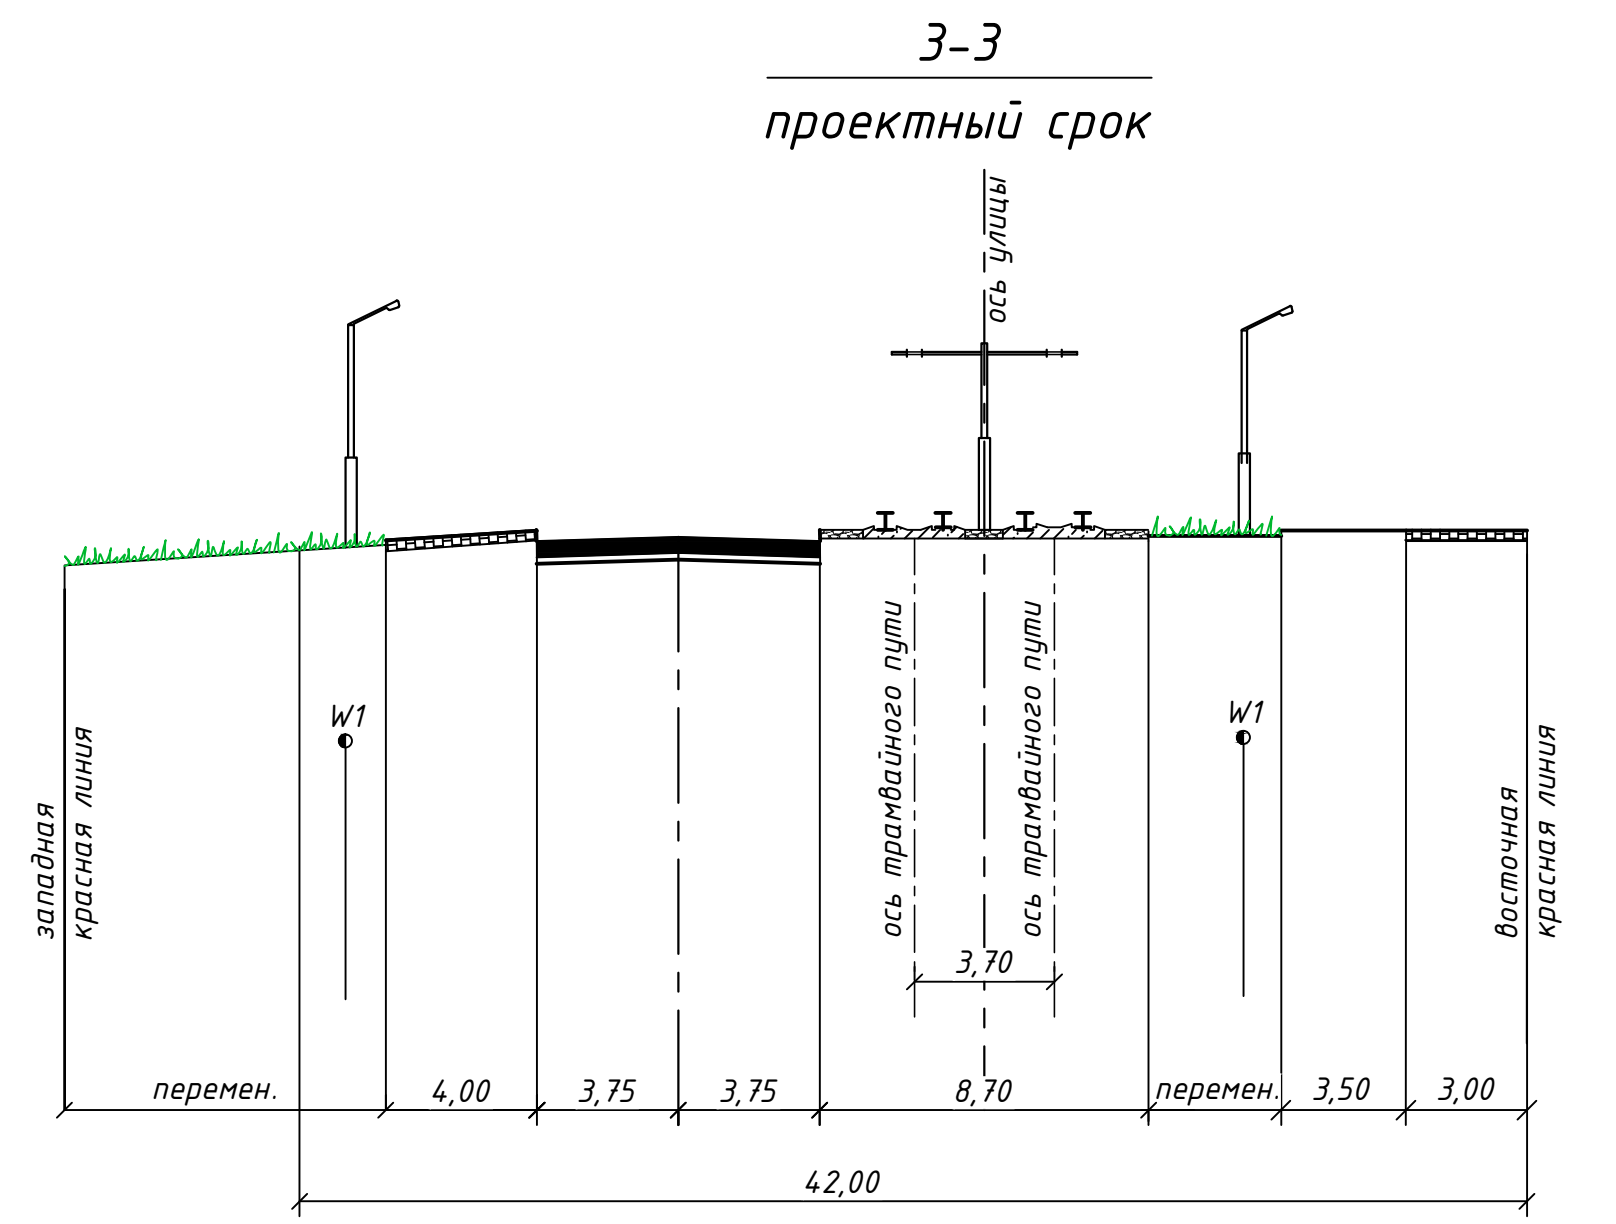 3-3
проектный срок
ось улицы
W1
W1
западная
красная линия
ось трамвайного пути
ось трамвайного пути
восточная
красная линия
3,70
перемен.
4,00
3,75
3,75
8,70
перемен.
3,50
3,00
42,00